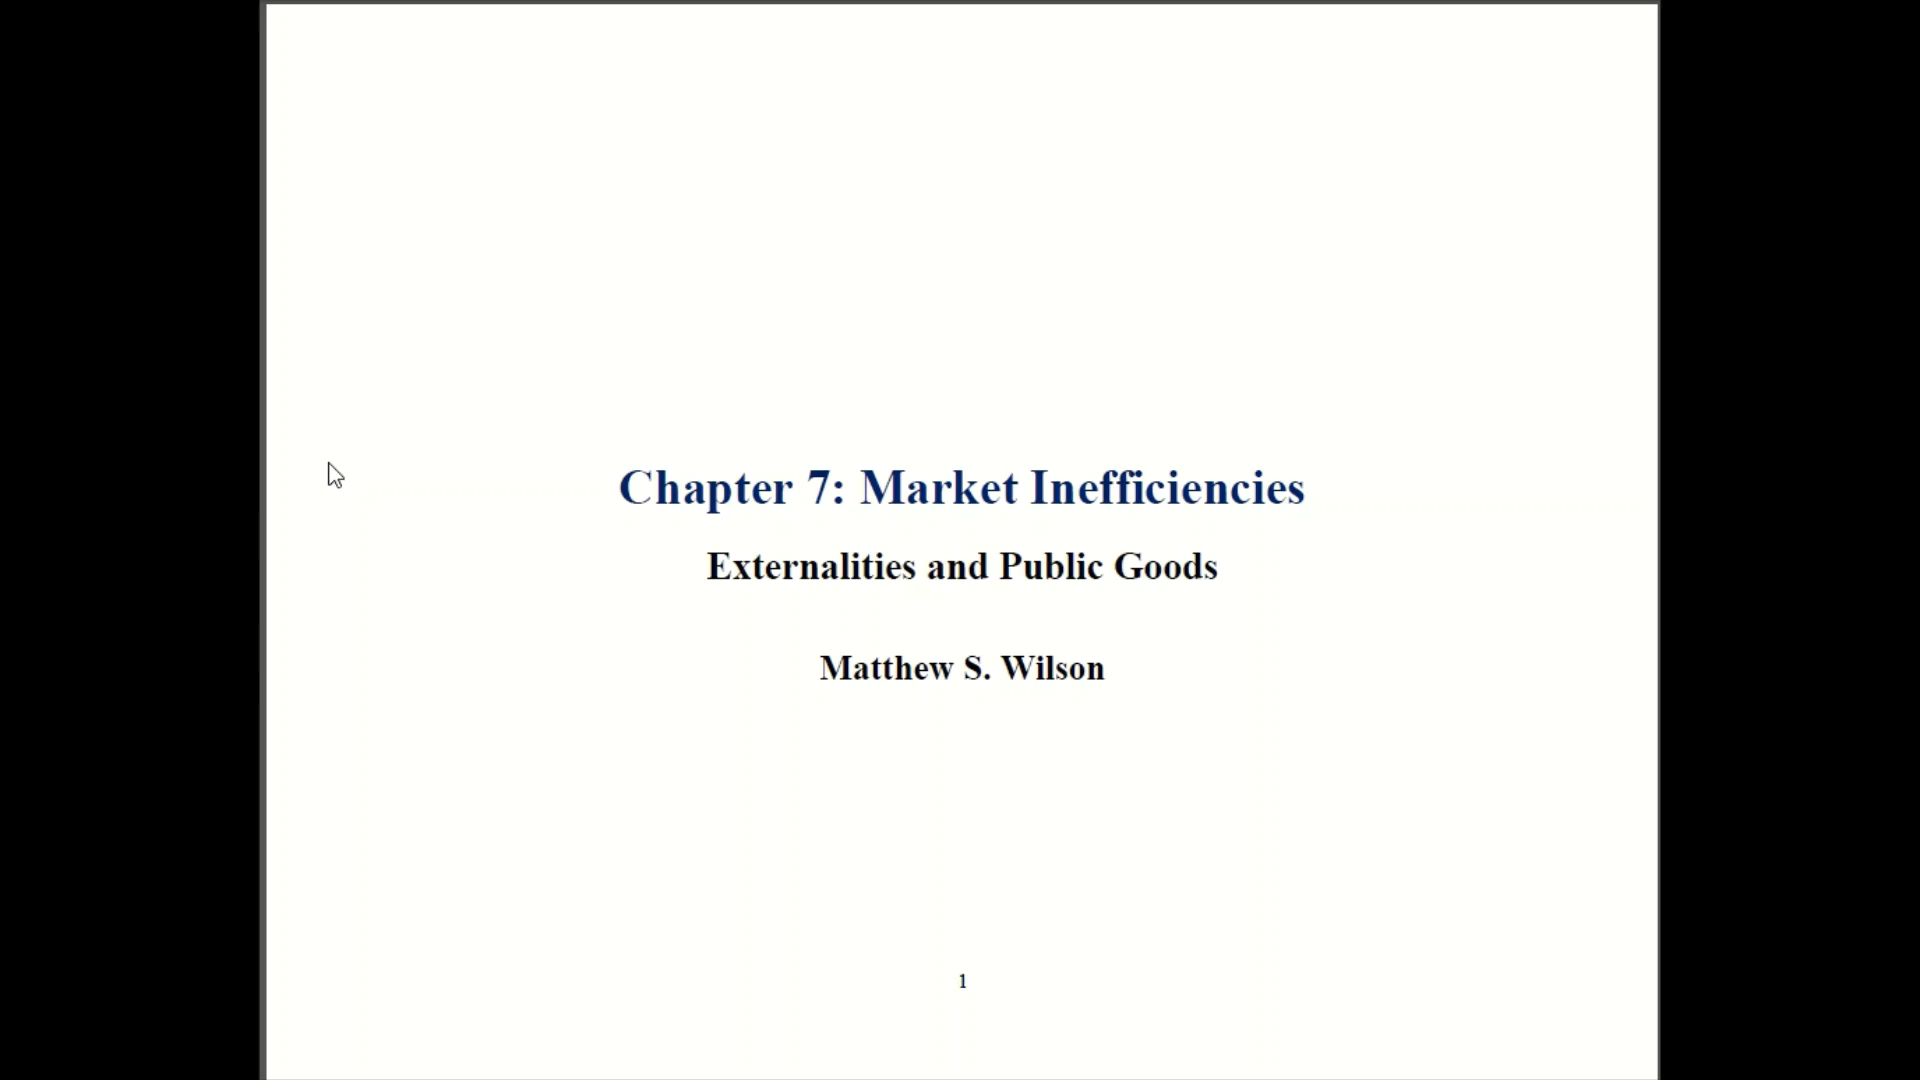 Chapter 7: Market Inefficiencies
Externalities and Public Goods
Matthew S. Wilson
1